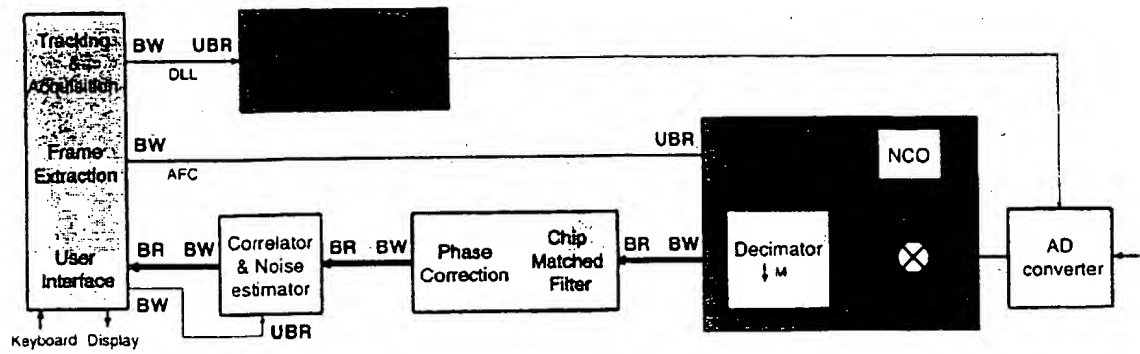 Tracking
&
Acquisition
BW
UBR
DLL
Frame
Extraction
BW
AFC
UBR
NCO
User
Interface
BR
BW
Correlator
& Noise
estimator
BR
BW
Phase
Correction
Chip
Matched
Filter
BR
BW
Decimator
↓ M
AD
converter
BW
UBR
Keyboard
Display